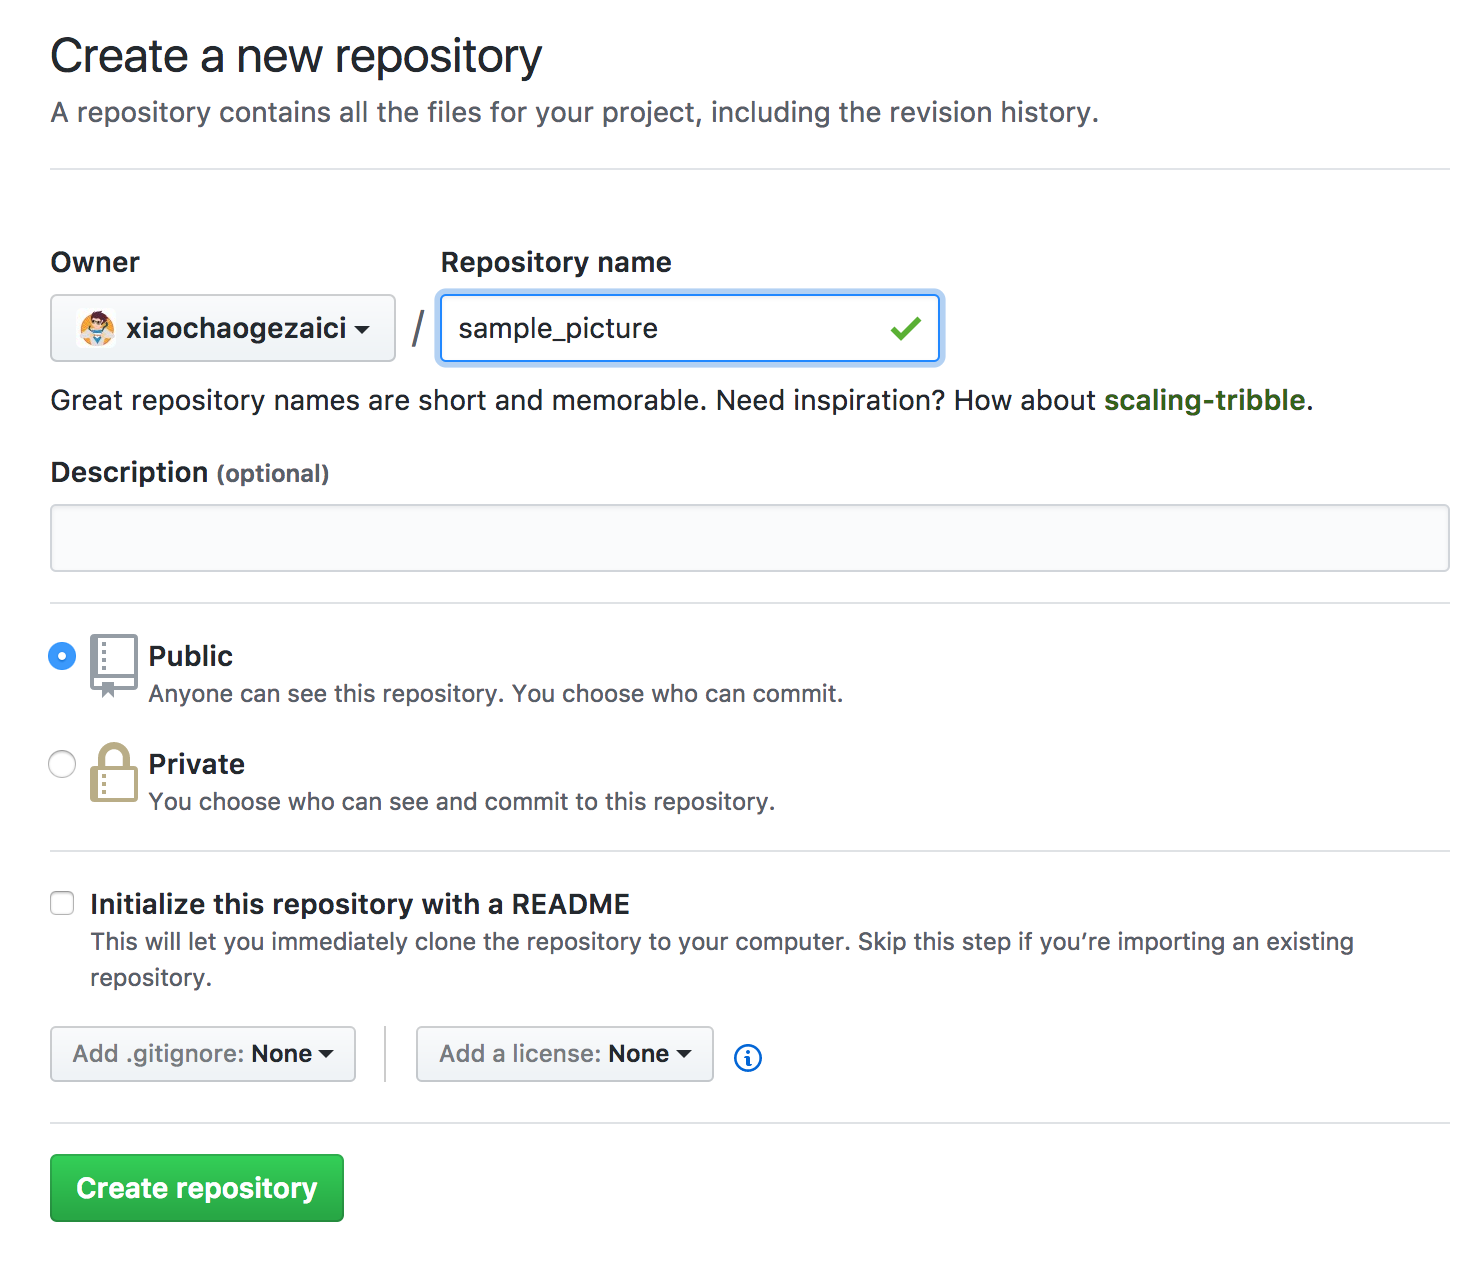 Create a new repository
A repository contains all the files for your project, including the revision history.
Owner
Repository name
xiaochaogezaici / sample_picture
Great repository names are short and memorable. Need inspiration? How about scaling-tribble.
Description (optional)
Public
Anyone can see this repository. You choose who can commit.
Private
You choose who can see and commit to this repository.
Initialize this repository with a README
This will let you immediately clone the repository to your computer. Skip this step if you’re importing an existing
repository.
Add .gitignore: None
Add a license: None
Create repository